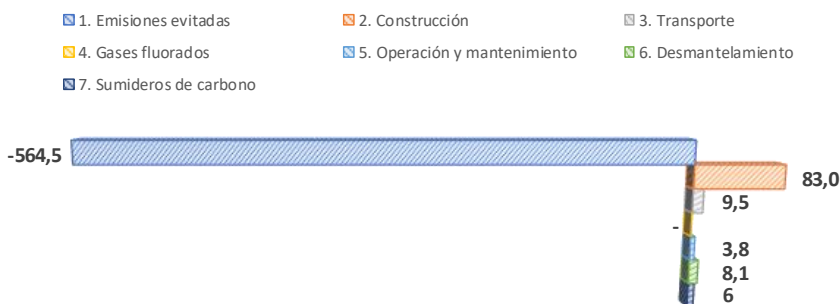 1. Emisiones evitadas 2. Construcción 3. Transporte
4. Gases fluorados 5. Operación y mantenimiento 6. Desmantelamiento
7. Sumideros de carbono
-564,5
83,0
9,5
-
3,8
8,1
6